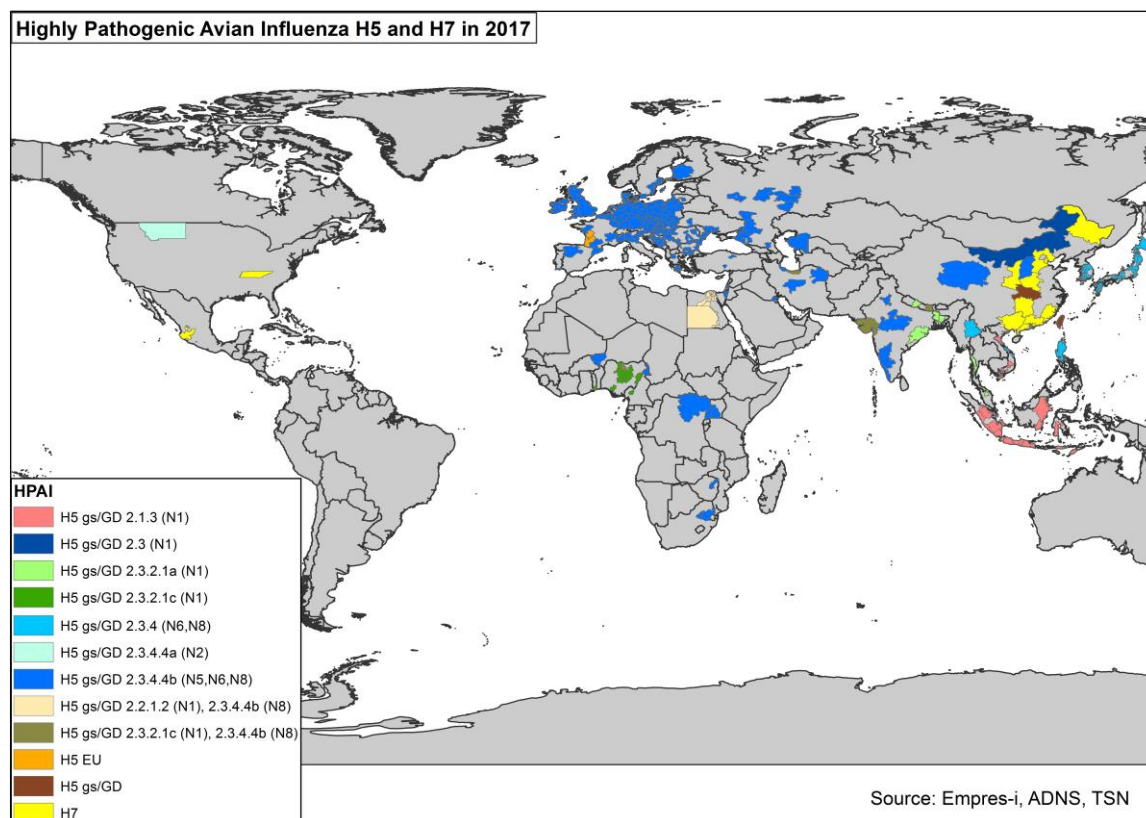 Highly Pathogenic Avian Influenza H5 and H7 in 2017
HPAI
H5 gs/GD 2.1.3 (N1)
H5 gs/GD 2.3 (N1)
H5 gs/GD 2.3.2.1a (N1)
H5 gs/GD 2.3.2.1c (N1)
H5 gs/GD 2.3.4 (N6,N8)
H5 gs/GD 2.3.4.4a (N2)
H5 gs/GD 2.3.4.4b (N5,N6,N8)
H5 gs/GD 2.2.1.2 (N1), 2.3.4.4b (N8)
H5 gs/GD 2.3.2.1c (N1), 2.3.4.4b (N8)
H5 EU
H5 gs/GD
H7
Source: Empres-i, ADNS, TSN